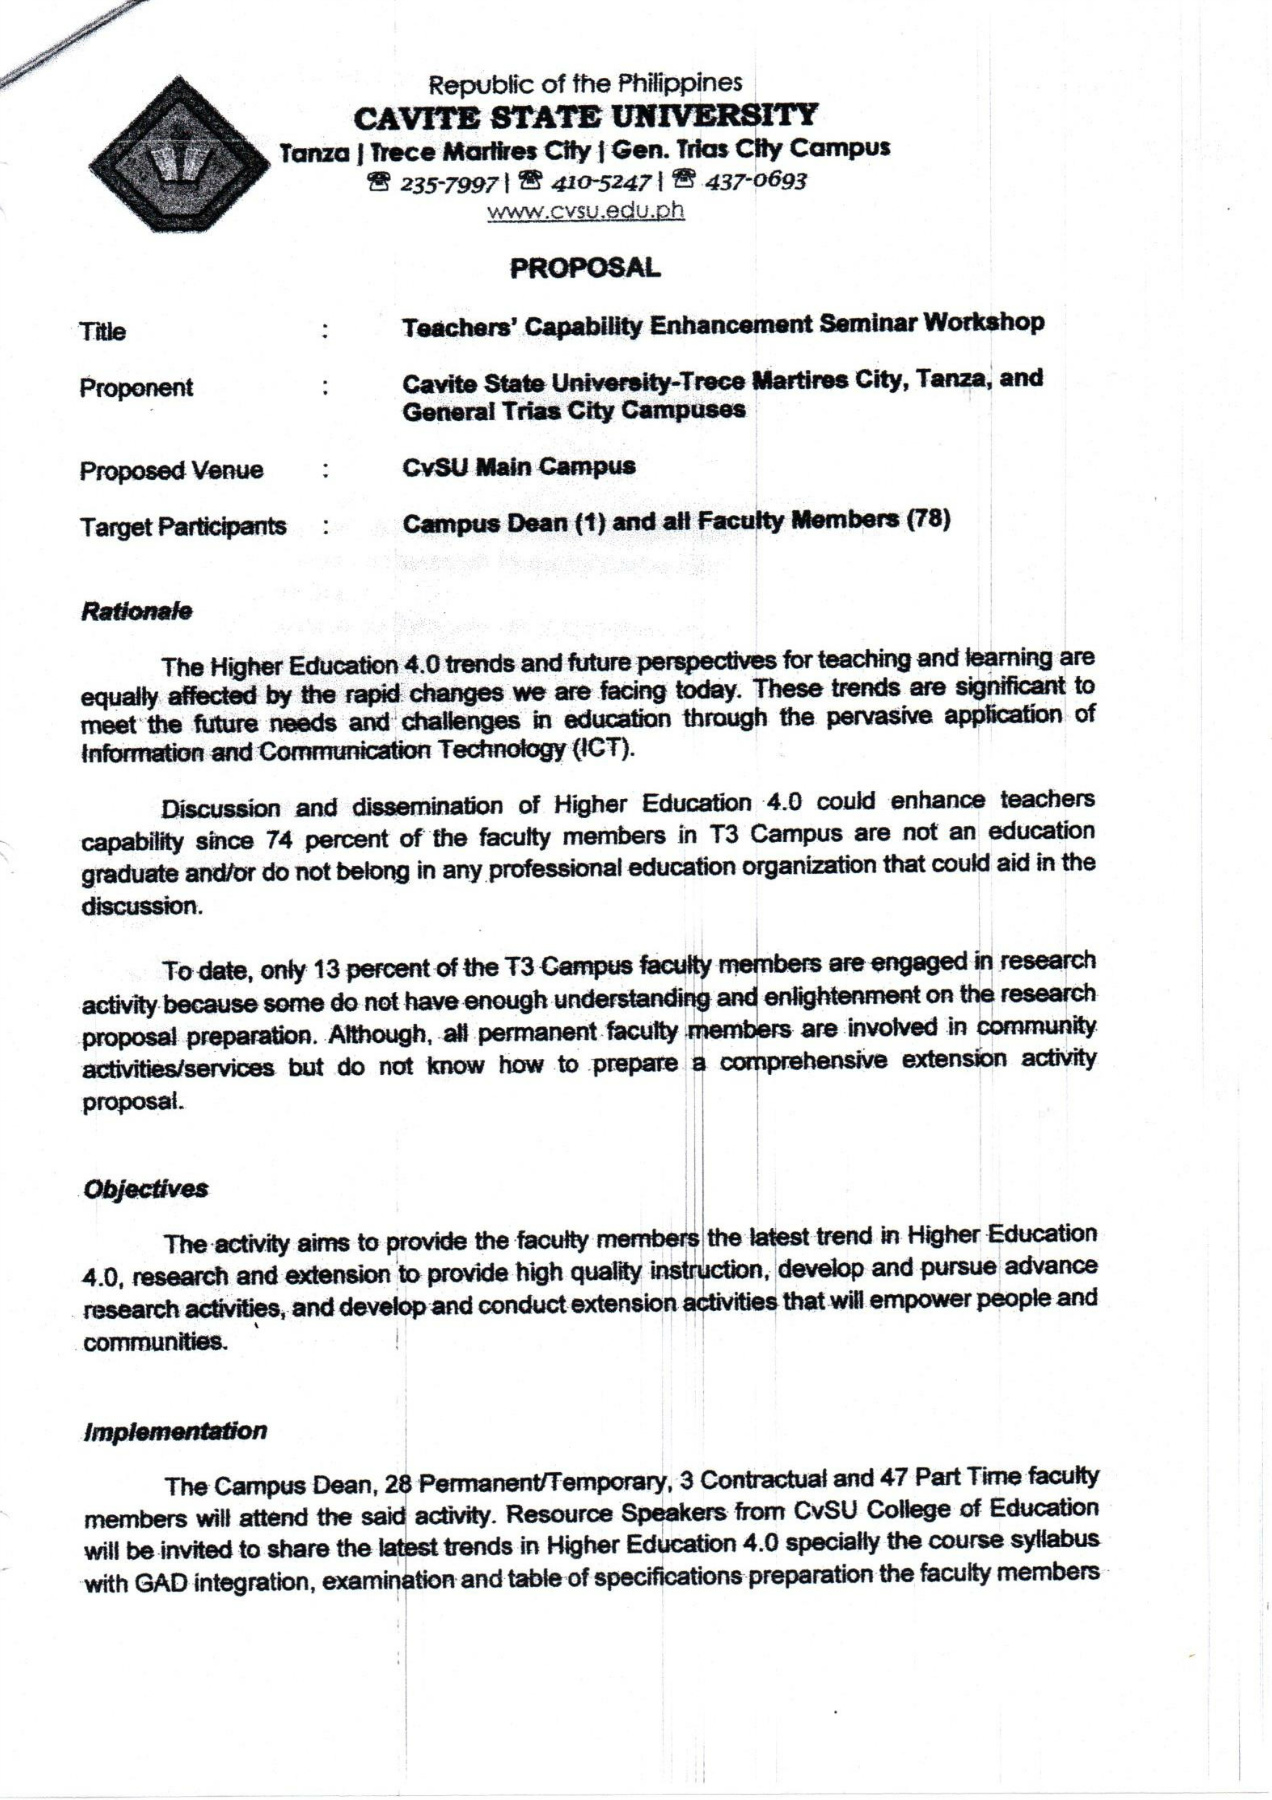 Republic of the Philippines
CAVITE STATE UNIVERSITY
Tanza | Trece Martires City | Gen. Trias City Campus
☎ 235-7997 | ☎ 410-5247 | ☎ 437-0693
www.cvsu.edu.ph
PROPOSAL
Title : Teachers' Capability Enhancement Seminar Workshop
Proponent : Cavite State University-Trece Martires City, Tanza, and
General Trias City Campuses
Proposed Venue : CvSU Main Campus
Target Participants : Campus Dean (1) and all Faculty Members (78)
Rationale
The Higher Education 4.0 trends and future perspectives for teaching and learning are
equally affected by the rapid changes we are facing today. These trends are significant to
meet the future needs and challenges in education through the pervasive application of
Information and Communication Technology (ICT).
Discussion and dissemination of Higher Education 4.0 could enhance teachers
capability since 74 percent of the faculty members in T3 Campus are not an education
graduate and/or do not belong in any professional education organization that could aid in the
discussion.
To date, only 13 percent of the T3 Campus faculty members are engaged in research
activity because some do not have enough understanding and enlightenment on the research
proposal preparation. Although, all permanent faculty members are involved in community
activities/services but do not know how to prepare a comprehensive extension activity
proposal.
Objectives
The activity aims to provide the faculty members the latest trend in Higher Education
4.0, research and extension to provide high quality instruction, develop and pursue advance
research activities, and develop and conduct extension activities that will empower people and
communities.
Implementation
The Campus Dean, 28 Permanent/Temporary, 3 Contractual and 47 Part Time faculty
members will attend the said activity. Resource Speakers from CvSU College of Education
will be invited to share the latest trends in Higher Education 4.0 specially the course syllabus
with GAD integration, examination and table of specifications preparation the faculty members